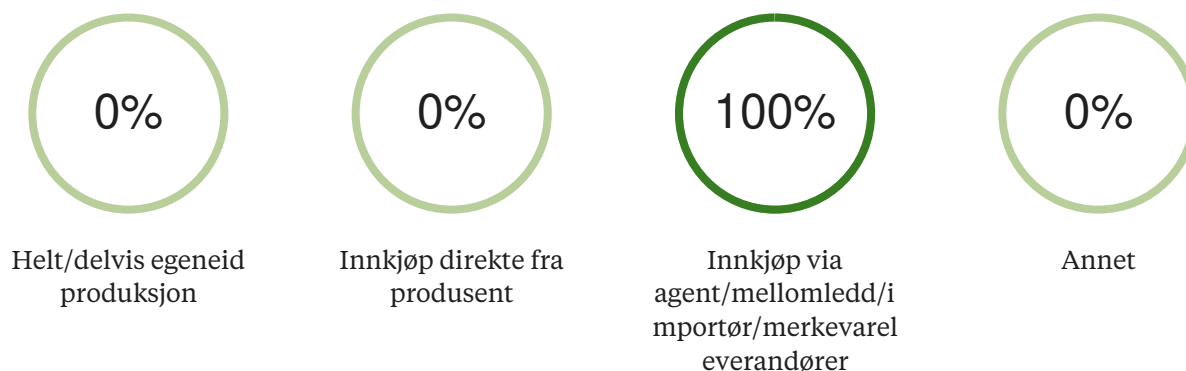 0%
0%
100%
0%
Helt/delvis egeneid
produksjon
Innkjøp direkte fra
produsent
Innkjøp via
agent/mellomledd/i
mportør/merkevarel
everandører
Annet